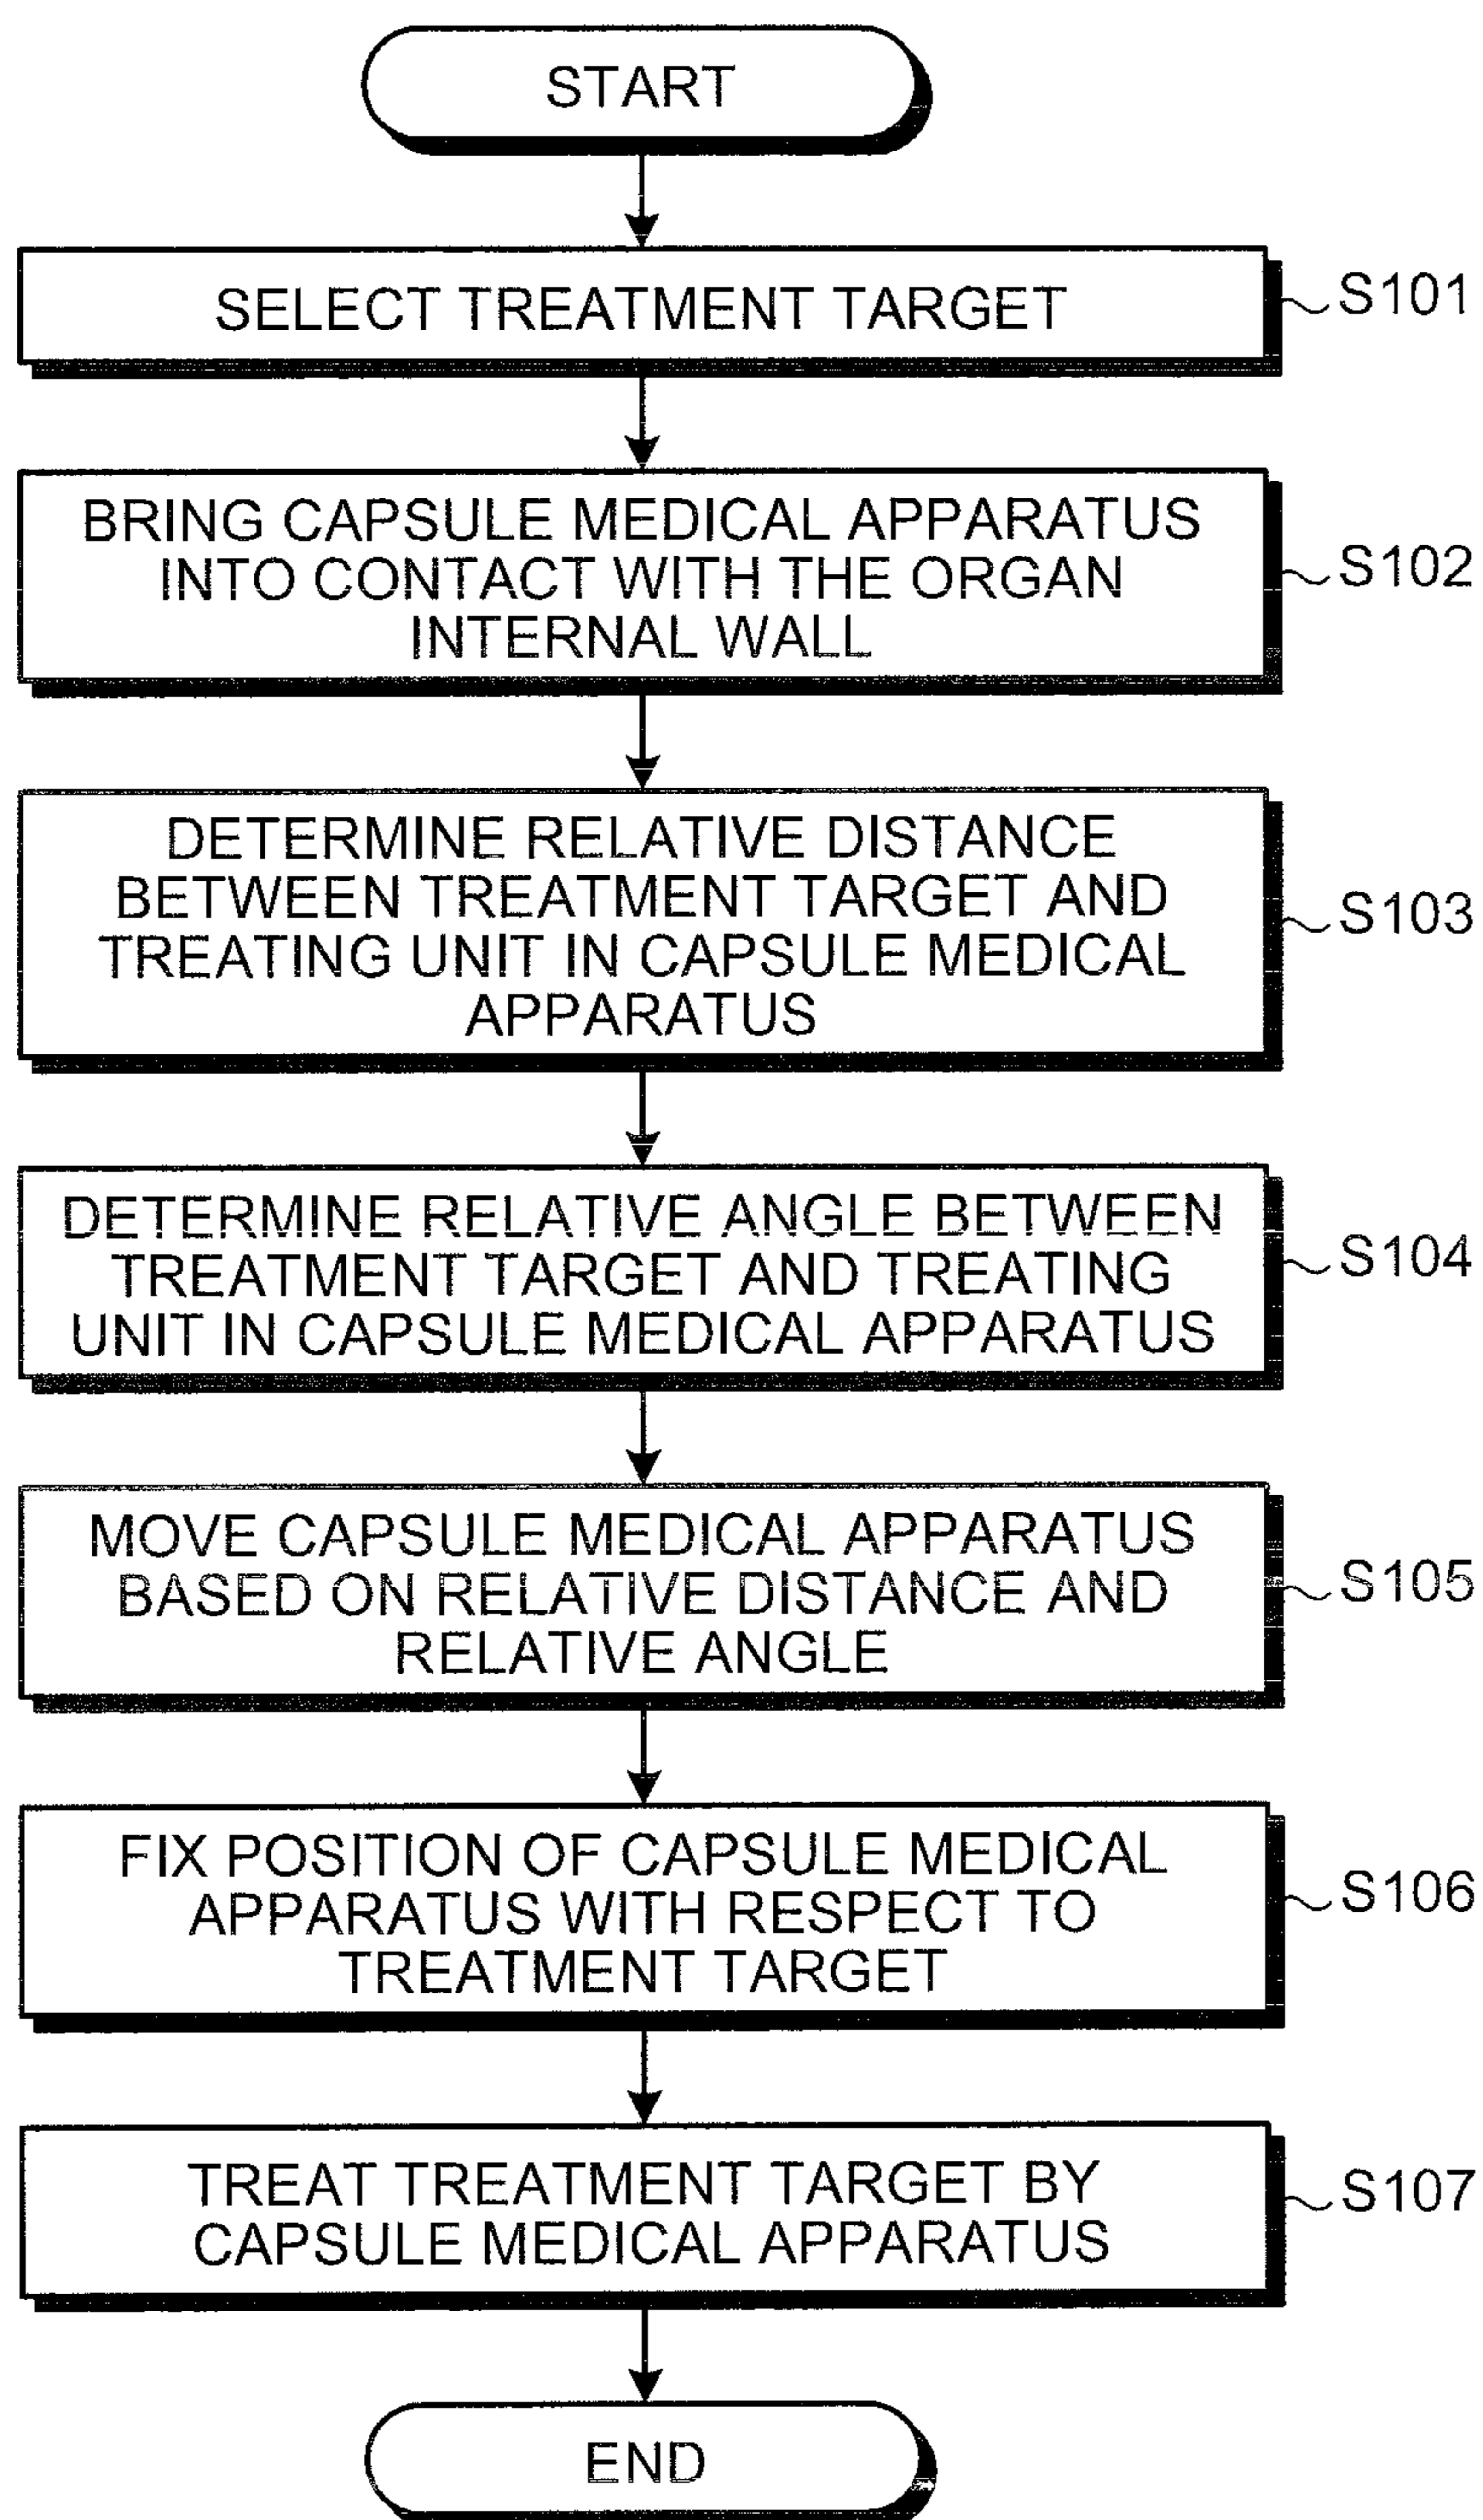 START
SELECT TREATMENT TARGET
S101
BRING CAPSULE MEDICAL APPARATUS
INTO CONTACT WITH THE ORGAN
INTERNAL WALL
S102
DETERMINE RELATIVE DISTANCE
BETWEEN TREATMENT TARGET AND
TREATING UNIT IN CAPSULE MEDICAL
APPARATUS
S103
DETERMINE RELATIVE ANGLE BETWEEN
TREATMENT TARGET AND TREATING
UNIT IN CAPSULE MEDICAL APPARATUS
S104
MOVE CAPSULE MEDICAL APPARATUS
BASED ON RELATIVE DISTANCE AND
RELATIVE ANGLE
S105
FIX POSITION OF CAPSULE MEDICAL
APPARATUS WITH RESPECT TO
TREATMENT TARGET
S106
TREAT TREATMENT TARGET BY
CAPSULE MEDICAL APPARATUS
S107
END